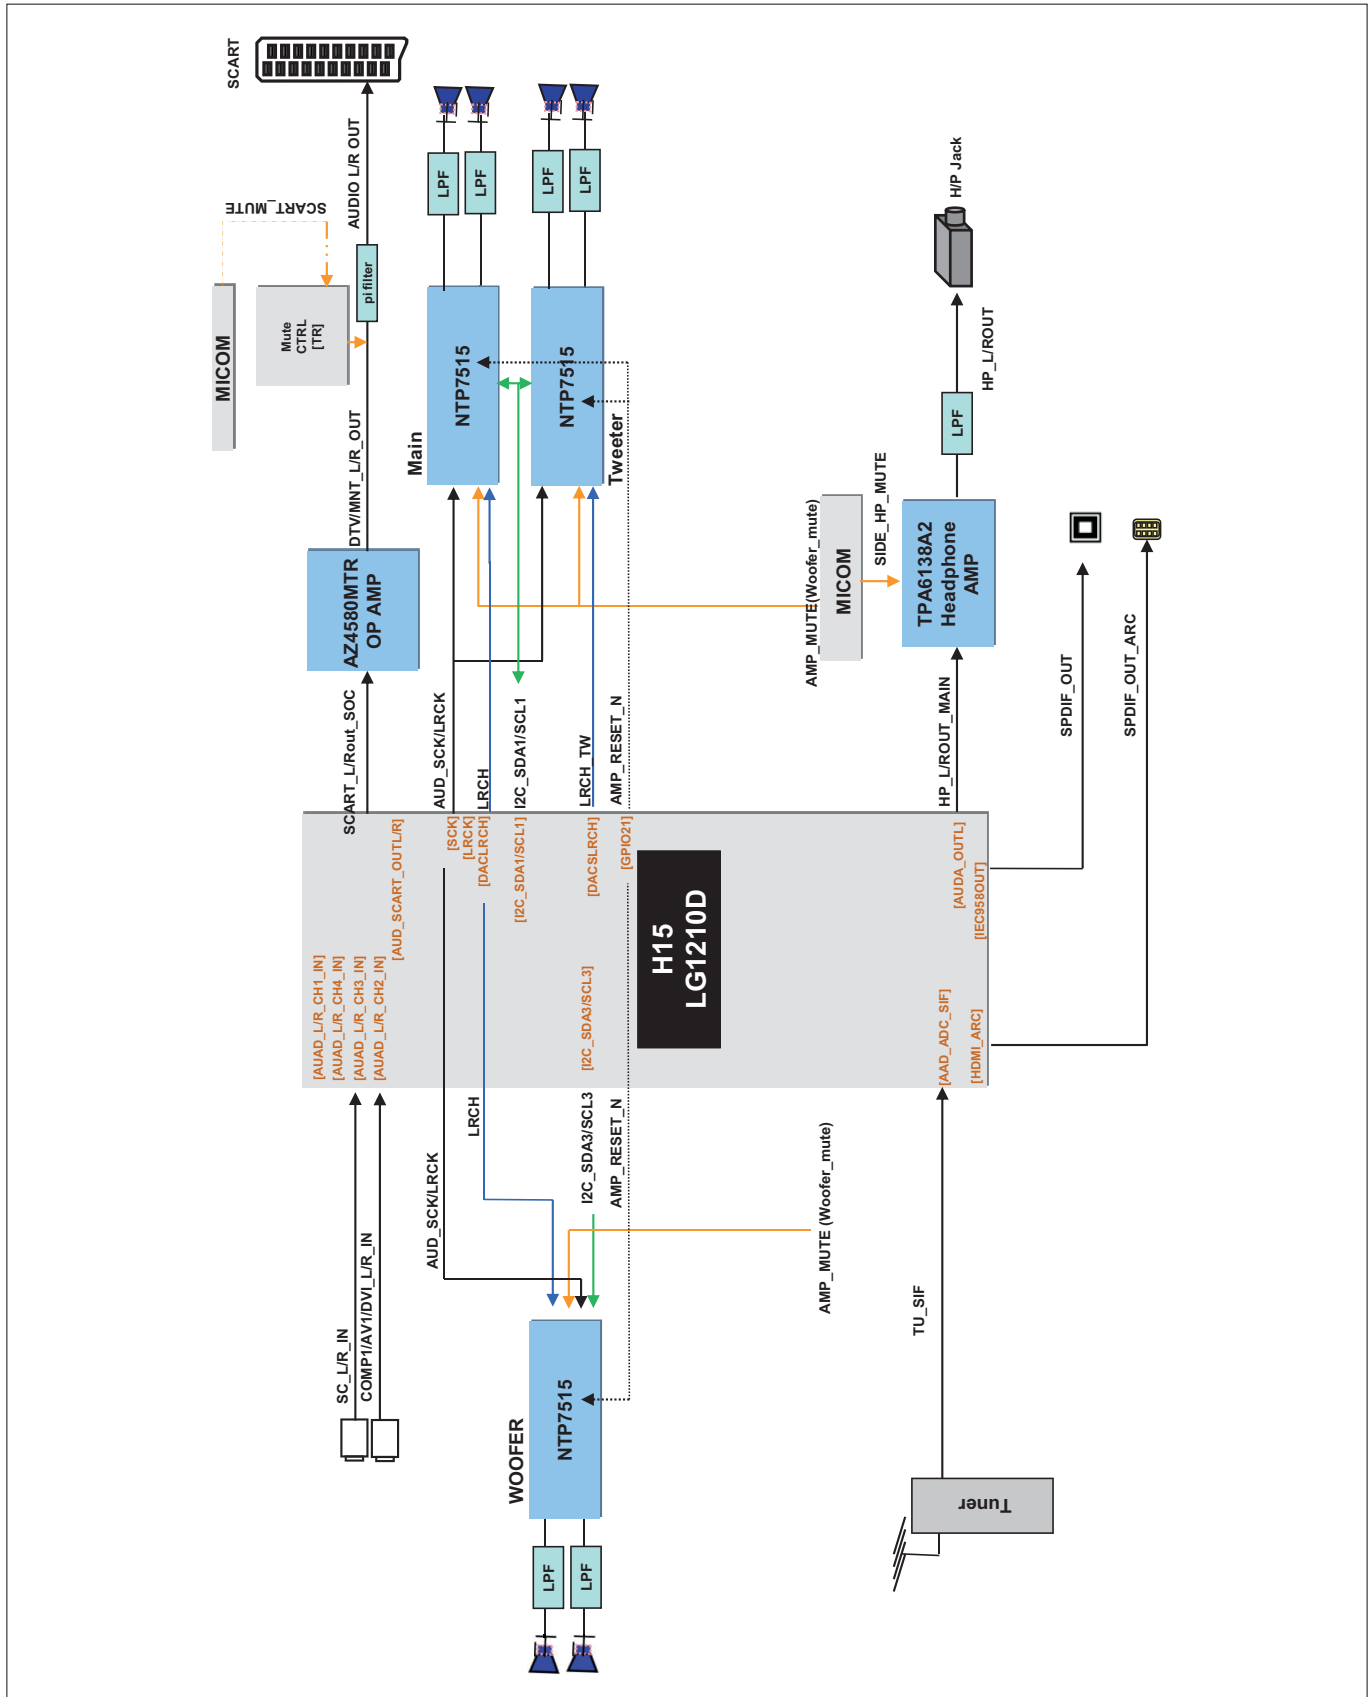 SCART
AUDIO L/R OUT
SCART_MUTE
pi filter
MICOM
Mute
CTRL
[TR]
DTV/MNT_L/R_OUT
AZ4580MTR
OP AMP
SCART_L/Rout_SOC
LPF
LPF
LPF
LPF
Main
NTP7515
NTP7515
Tweeter
AUD_SCK/LRCK
LRCH
I2C_SDA1/SCL1
LRCH_TW
AMP_RESET_N
AMP_MUTE(Woofer_mute)
MICOM
SIDE_HP_MUTE
H/P Jack
HP_L/ROUT
LPF
TPA6138A2
Headphone
AMP
HP_L/ROUT_MAIN
SPDIF_OUT
SPDIF_OUT_ARC
[AUAD_L/R_CH1_IN]
[AUAD_L/R_CH4_IN]
[AUAD_L/R_CH3_IN]
[AUAD_L/R_CH2_IN]
[AUD_SCART_OUTL/R]
[SCK]
[LRCK]
[DACLRCH]
[I2C_SDA1/SCL1]
[DACSLRCH]
[GPIO21]
[I2C_SDA3/SCL3]
H15
LG1210D
[AUDA_OUTL]
[IEC958OUT]
[AAD_ADC_SIF]
[HDMI_ARC]
SC_L/R_IN
COMP1/AV1/DVI_L/R_IN
AUD_SCK/LRCK
LRCH
I2C_SDA3/SCL3
AMP_RESET_N
AMP_MUTE (Woofer_mute)
WOOFER
NTP7515
LPF
LPF
TU_SIF
Tuner